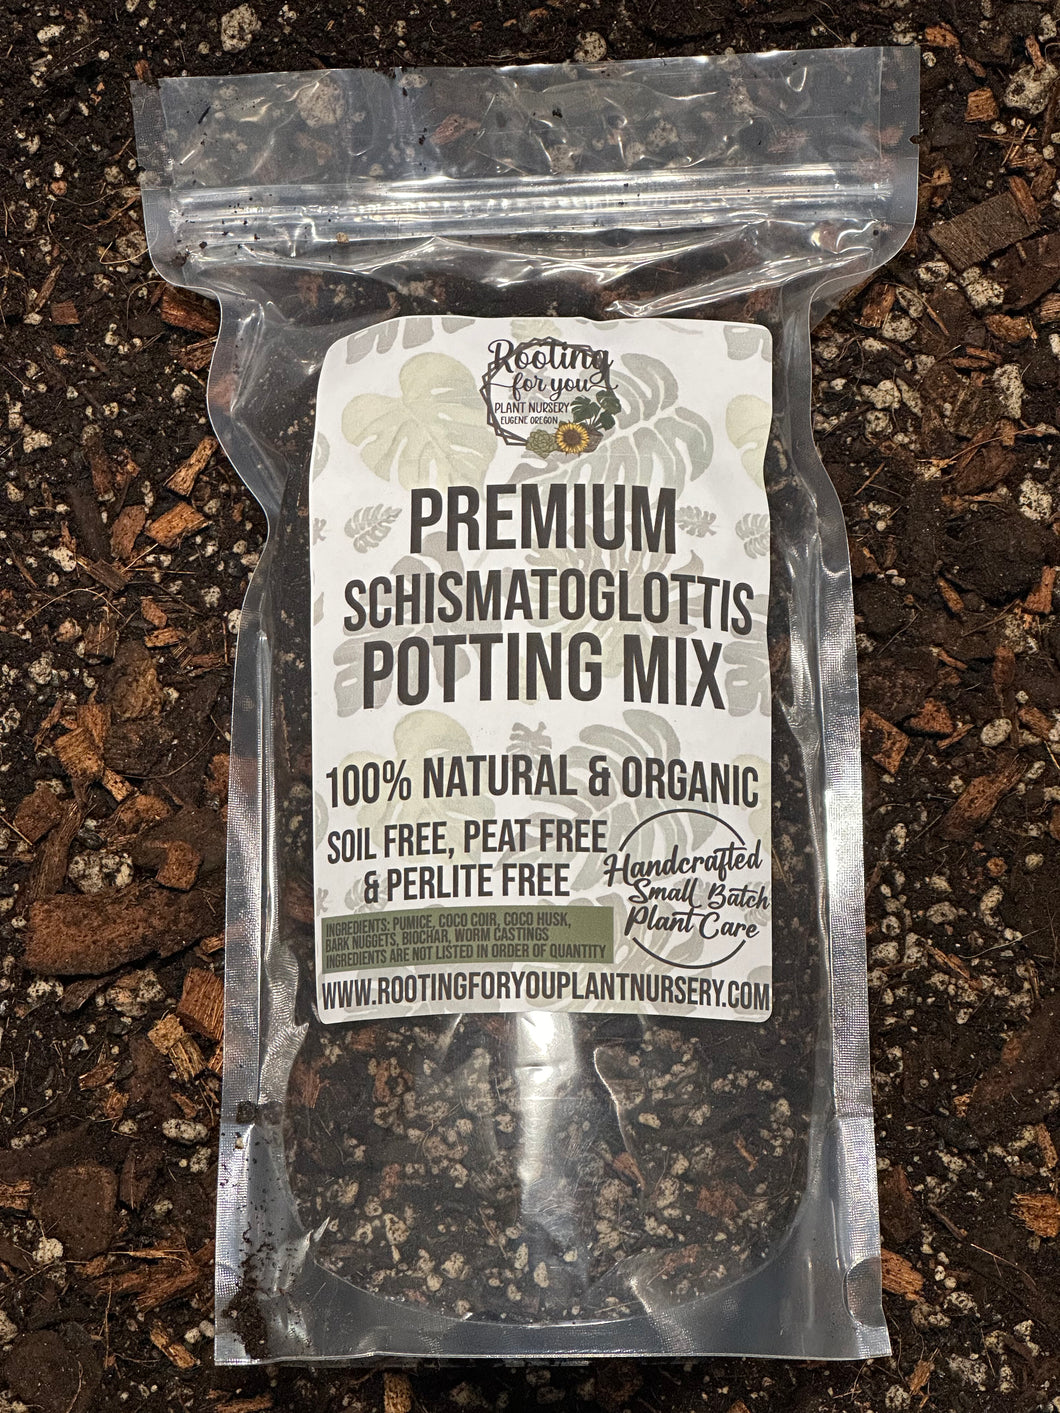 Rooting
for you
PLANT NURSERY
EUGENE OREGON
PREMIUM
SCHISMATOGLOTTIS
POTTING MIX
100% NATURAL & ORGANIC
SOIL FREE, PEAT FREE
& PERLITE FREE
Handcrafted
Small Batch
Plant Care
INGREDIENTS: PUMICE, COCO COIR, COCO HUSK,
BARK NUGGETS, BIOCHAR, WORM CASTINGS
INGREDIENTS ARE NOT LISTED IN ORDER OF QUANTITY
WWW.ROOTINGFORYOUPLANTNURSERY.COM